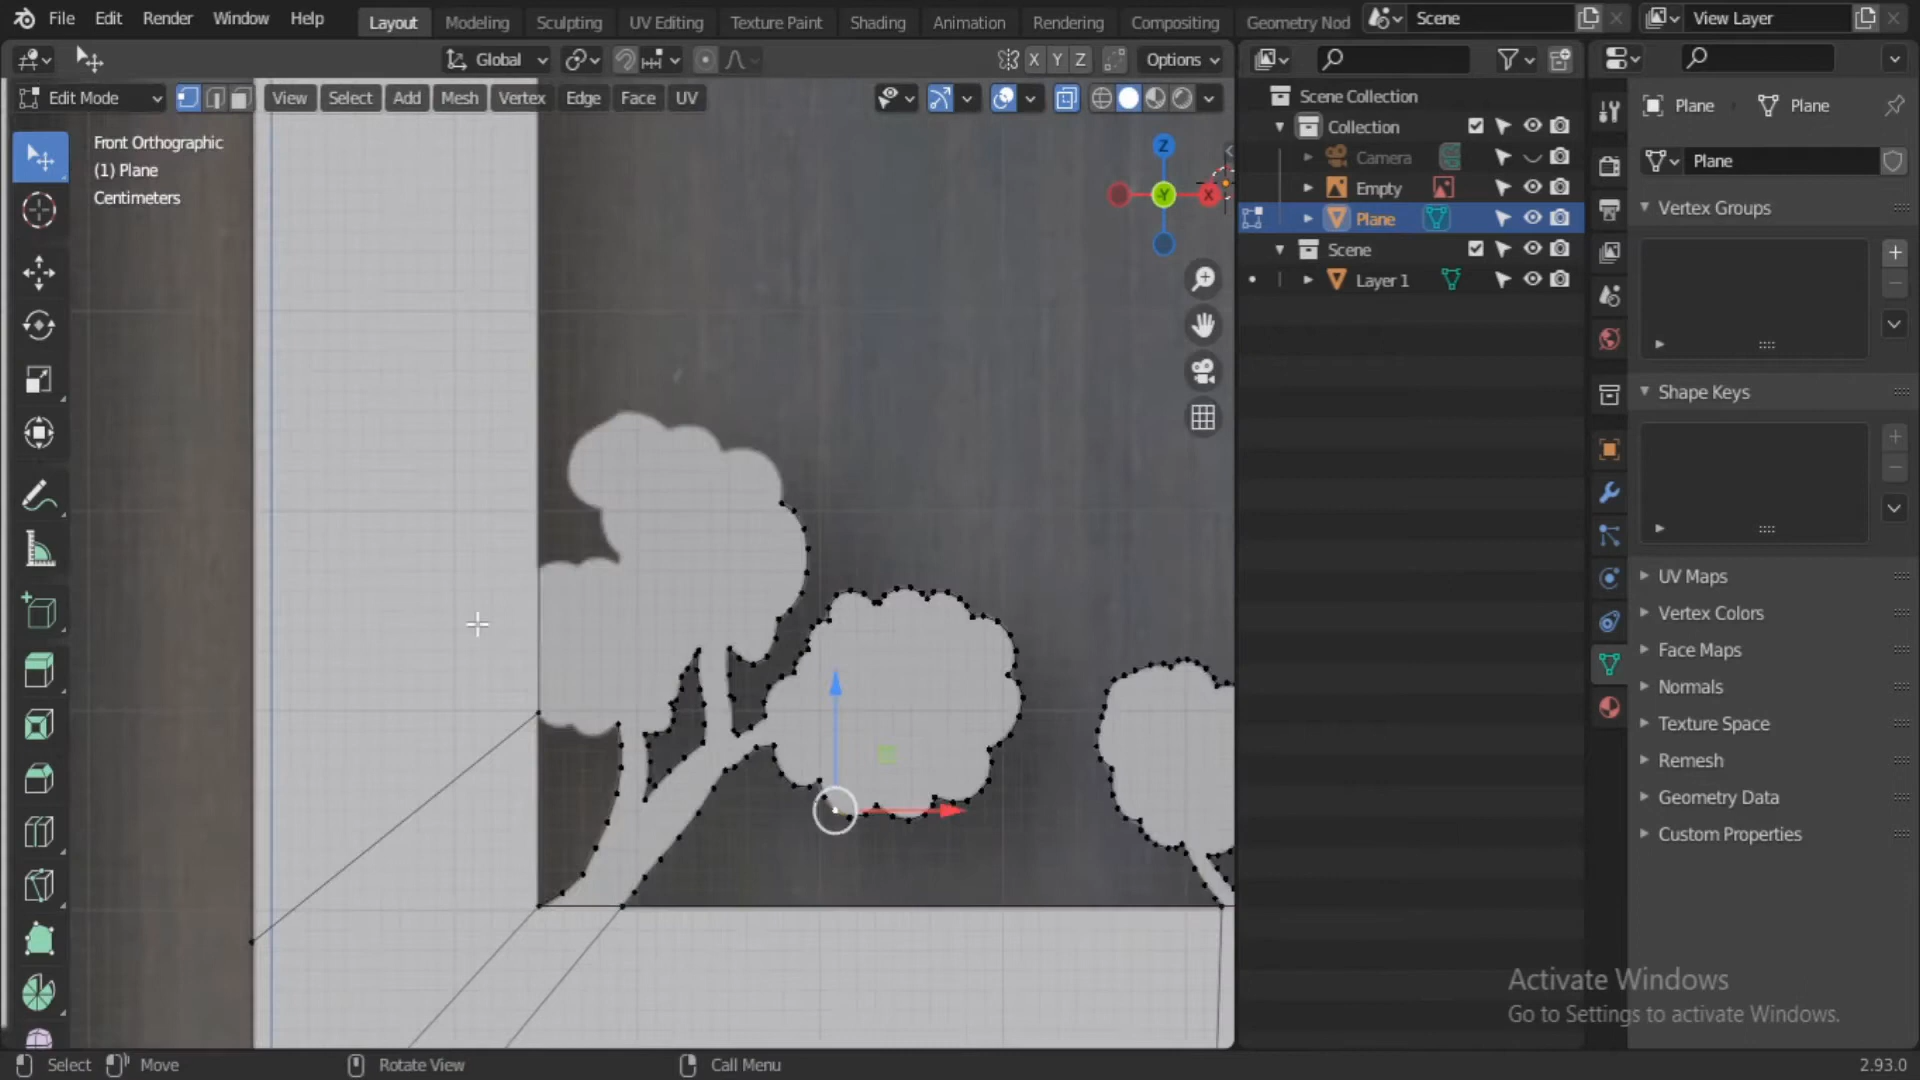 File Edit Render Window Help Layout Modeling Sculpting UV Editing Texture Paint Shading Animation Rendering Compositing Geometry Nod Scene View Layer
Global X Y Z Options
Edit Mode View Select Add Mesh Vertex Edge Face UV
Front Orthographic
(1) Plane
Centimeters
Z
-Y
X
Scene Collection
Collection
Camera
Empty
Plane
Scene
Layer 1
Plane Plane
Plane
Vertex Groups
Shape Keys
UV Maps
Vertex Colors
Face Maps
Normals
Texture Space
Remesh
Geometry Data
Custom Properties
Activate Windows
Go to Settings to activate Windows.
Select Move Rotate View Call Menu 2.93.0